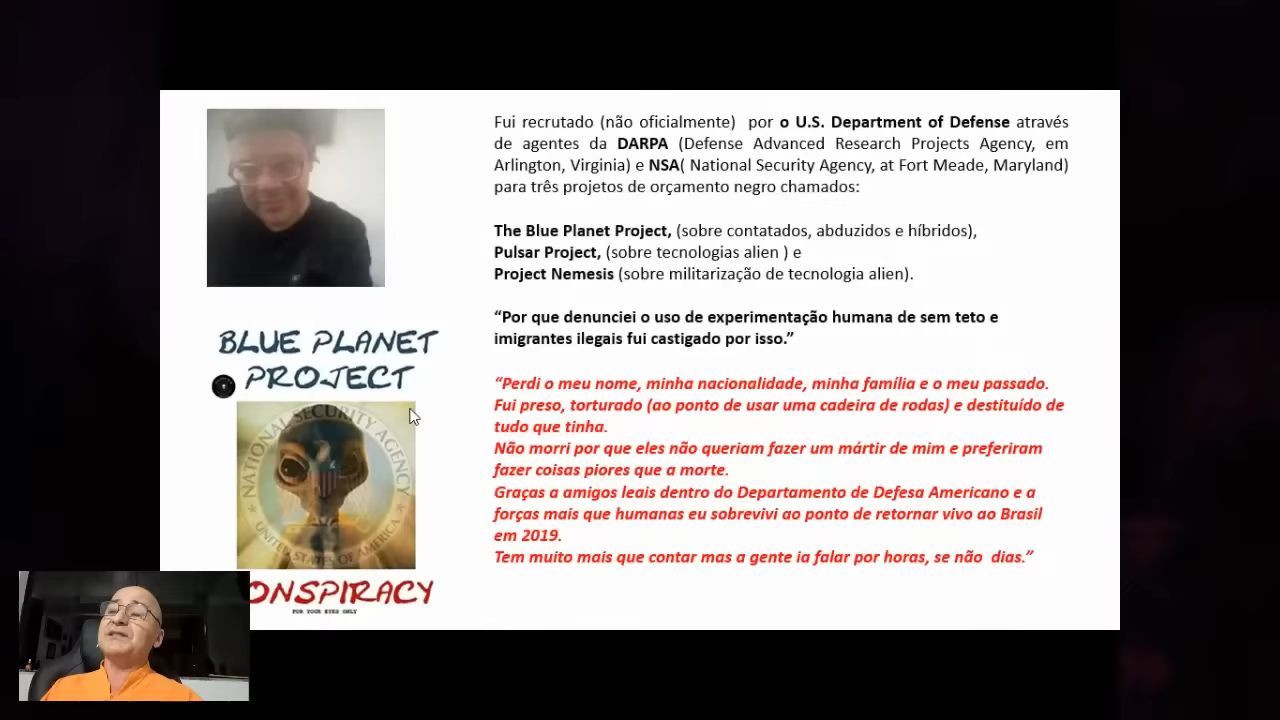 Fui recrutado (não oficialmente) por o U.S. Department of Defense através
de agentes da DARPA (Defense Advanced Research Projects Agency, em
Arlington, Virginia) e NSA( National Security Agency, at Fort Meade, Maryland)
para três projetos de orçamento negro chamados:
The Blue Planet Project, (sobre contatados, abduzidos e híbridos),
Pulsar Project, (sobre tecnologias alien ) e
Project Nemesis (sobre militarização de tecnologia alien).
“Por que denunciei o uso de experimentação humana de sem teto e
imigrantes ilegais fui castigado por isso.”
“Perdi o meu nome, minha nacionalidade, minha família e o meu passado.
Fui preso, torturado (ao ponto de usar uma cadeira de rodas) e destituído de
tudo que tinha.
Não morri por que eles não queriam fazer um mártir de mim e preferiram
fazer coisas piores que a morte.
Graças a amigos leais dentro do Departamento de Defesa Americano e a
forças mais que humanas eu sobrevivi ao ponto de retornar vivo ao Brasil
em 2019.
Tem muito mais que contar mas a gente ia falar por horas, se não dias.”
BLUE PLANET
PROJECT
NATIONAL SECURITY AGENCY
UNITED STATES OF AMERICA
ONSPIRACY
FOR YOUR EYES ONLY